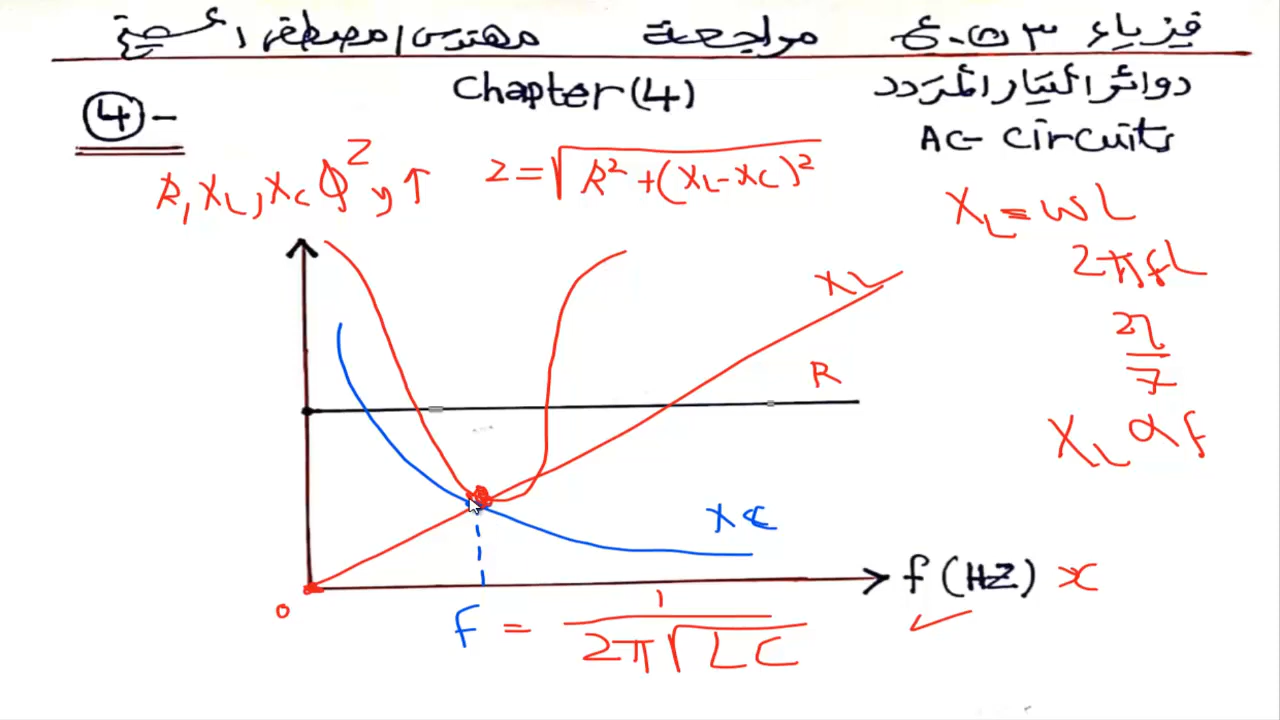 فيزياء ٣ ث.ع مراجعة مهندس/مصطفى
Chapter (4) دوائر التيار المتردد
④- AC- Circuits
R, XL, XC, Z y ↑ Z = √R² + (XL - XC)²
XL = ωL
2πfL
22
7
XL α f
XL
R
XC
f (HZ) x
0
f = 1
2π√LC